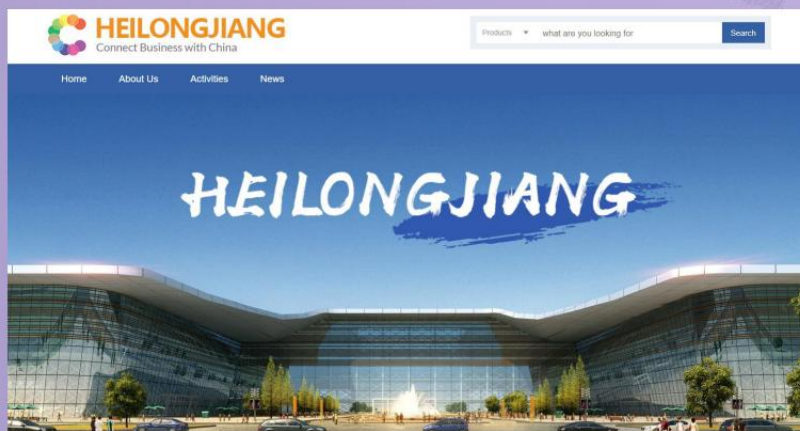 HEILONGJIANG
Connect Business with China
Products what are you looking for Search
Home About Us Activities News
HEILONGJIANG